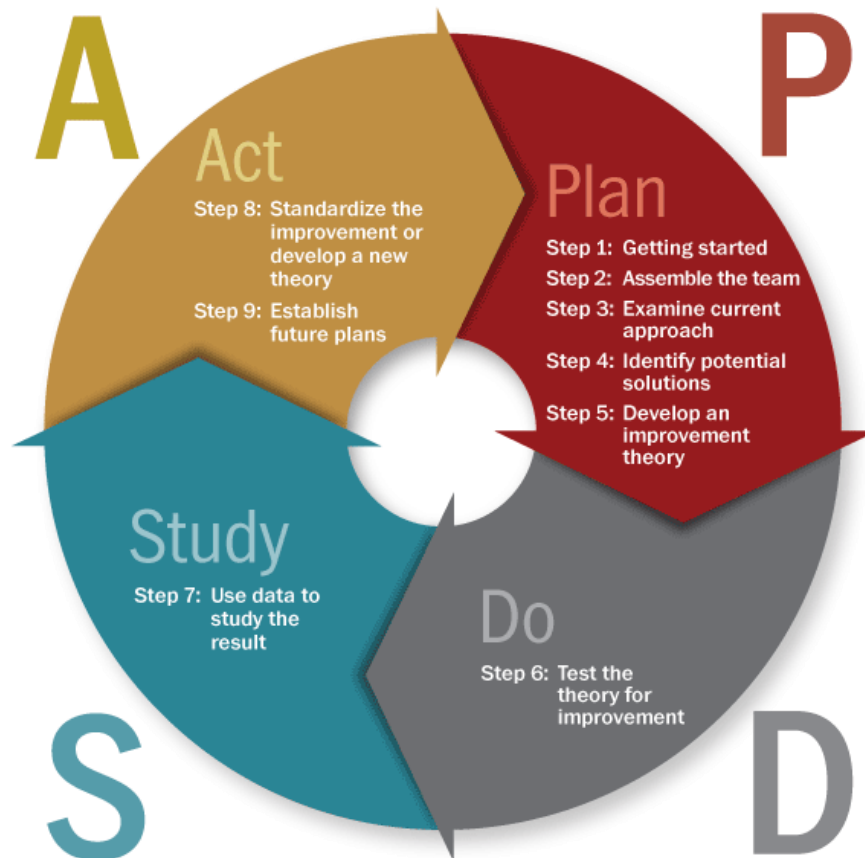 A
P
Act
Step 8: Standardize the
improvement or
develop a new
theory
Step 9: Establish
future plans
Plan
Step 1: Getting started
Step 2: Assemble the team
Step 3: Examine current
approach
Step 4: Identify potential
solutions
Step 5: Develop an
improvement
theory
Study
Step 7: Use data to
study the
result
Do
Step 6: Test the
theory for
improvement
S
D